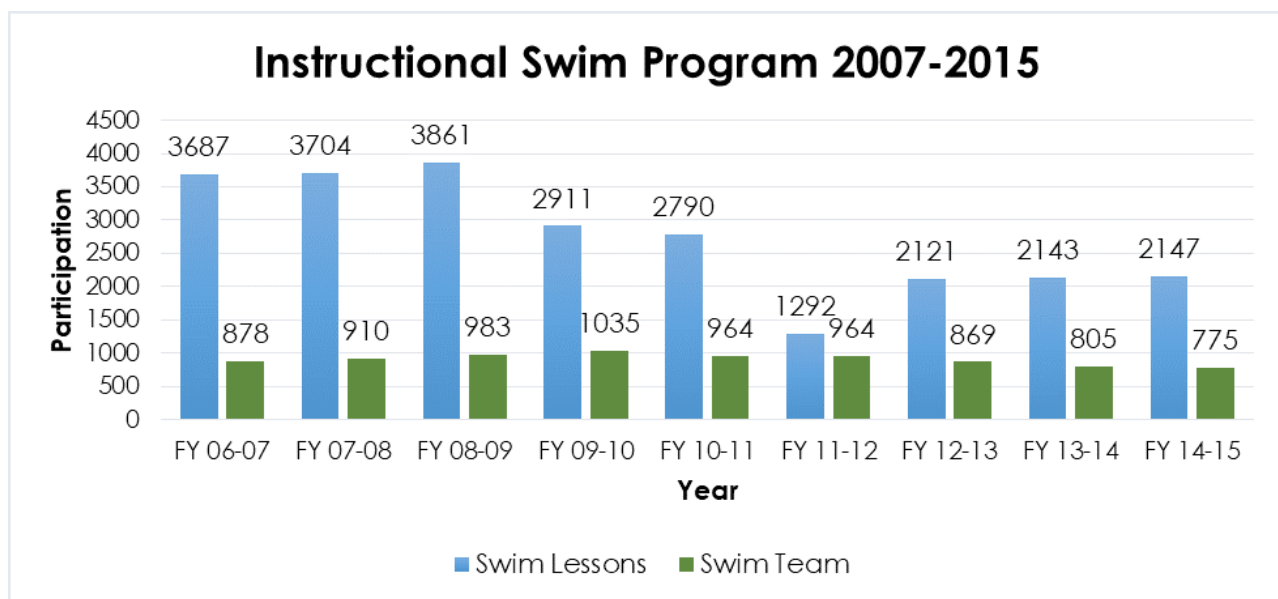 Instructional Swim Program 2007-2015
Participation
4500
4000
3500
3000
2500
2000
1500
1000
500
0
3687
3704
3861
2911
2790
1292
2121
2143
2147
878
910
983
1035
964
964
869
805
775
FY 06-07
FY 07-08
FY 08-09
FY 09-10
FY 10-11
FY 11-12
FY 12-13
FY 13-14
FY 14-15
Year
Swim Lessons
Swim Team